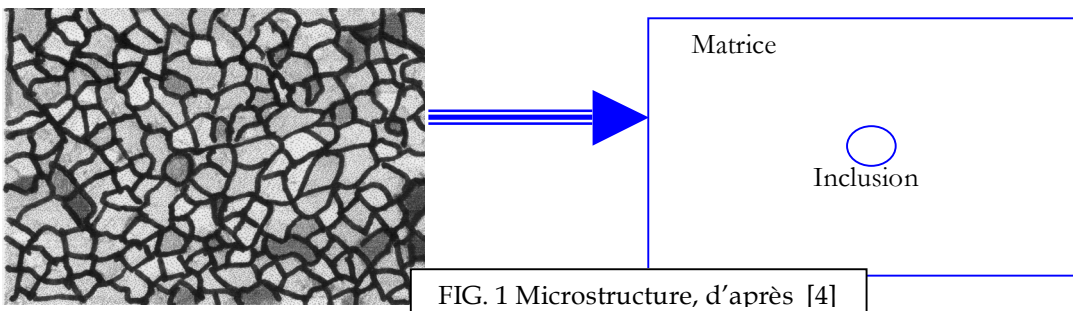 Matrice
Inclusion
FIG. 1 Microstructure, d'après [4]